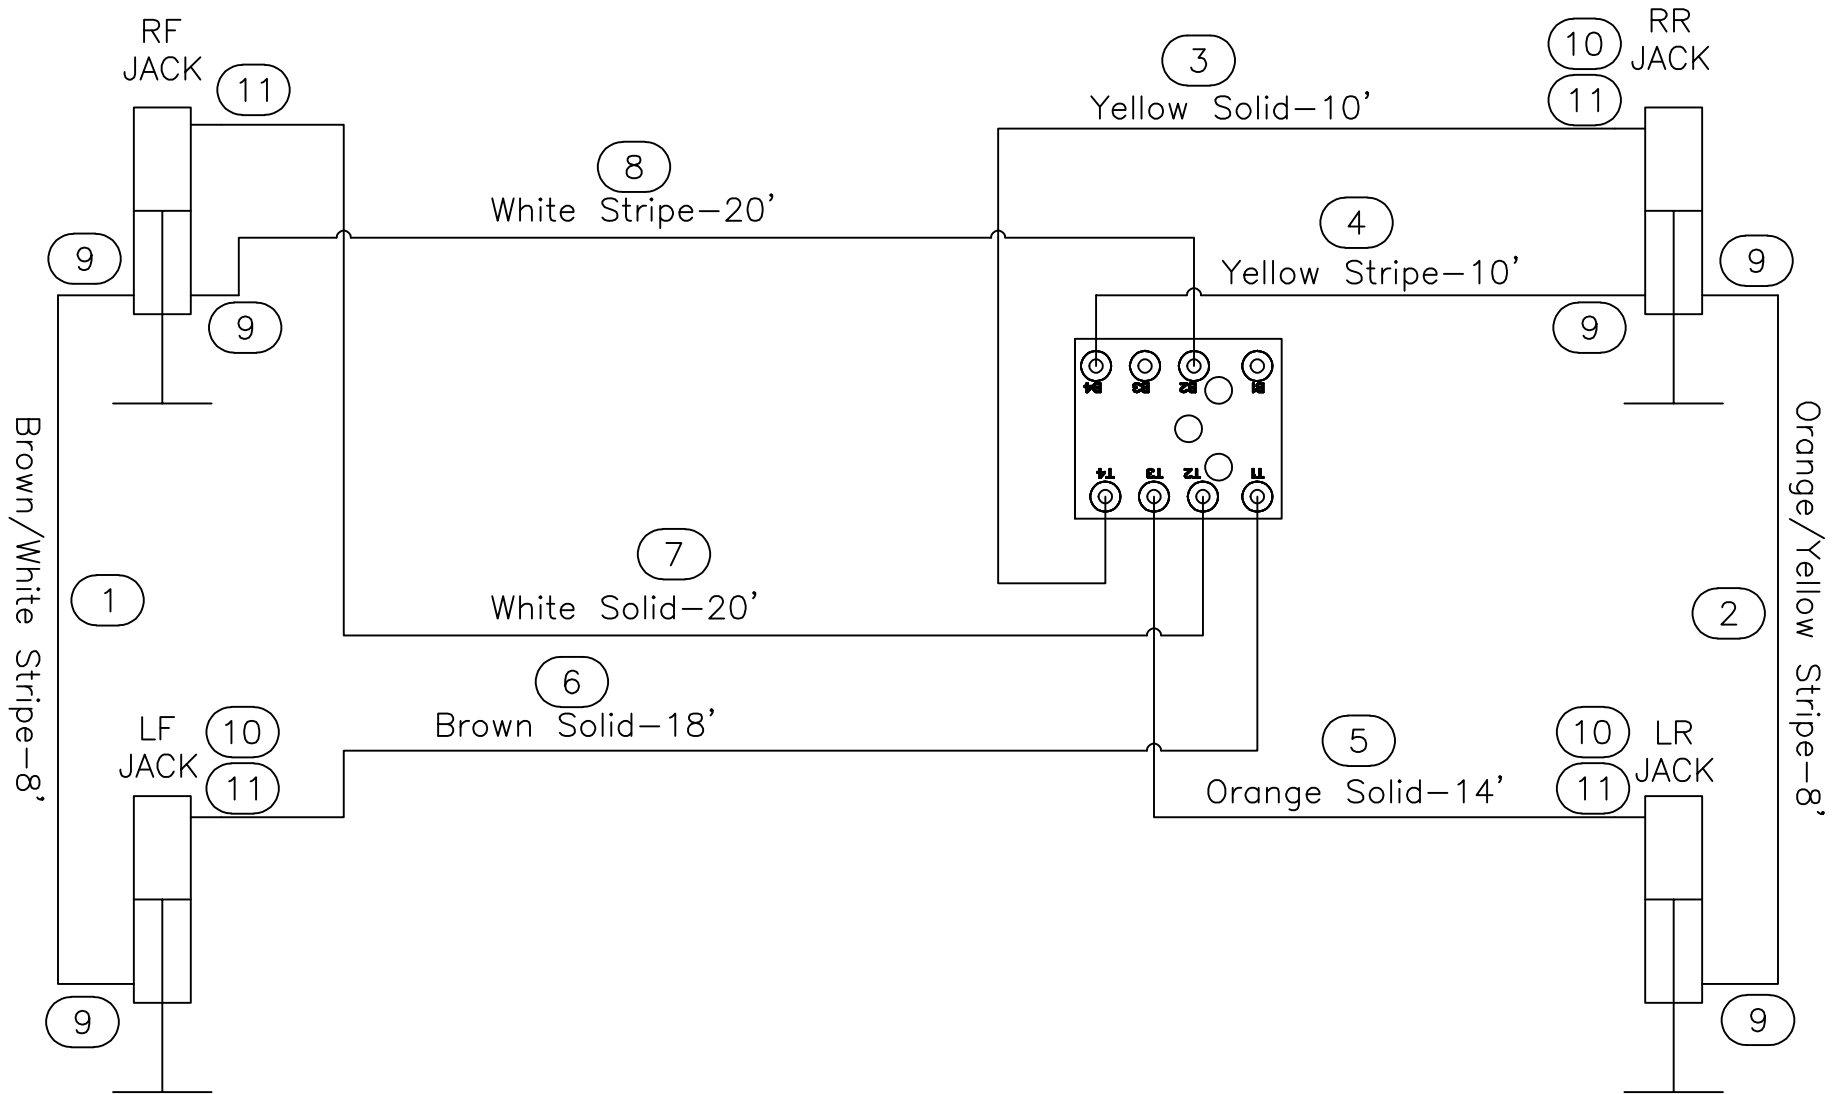 RF
JACK
11
3
Yellow Solid-10'
10
RR
JACK
11
8
White Stripe-20'
4
Yellow Stripe-10'
9
9
9
9
B4
B3
B2
B1
T4
T3
T2
T1
Brown/White Stripe-8'
1
7
White Solid-20'
Orange/Yellow Stripe-8'
2
6
Brown Solid-18'
LF
JACK
10
11
5
Orange Solid-14'
10
11
LR
JACK
9
9